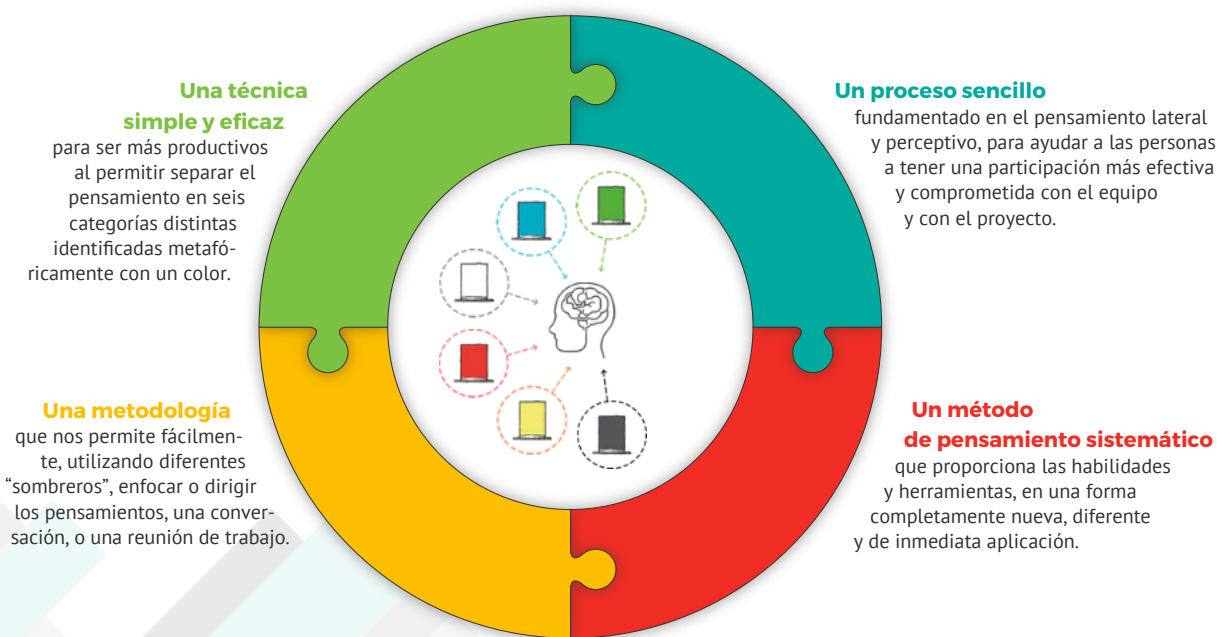 Una técnica
simple y eficaz
para ser más productivos
al permitir separar el
pensamiento en seis
categorías distintas
identificadas metafó-
ricamente con un color.
Un proceso sencillo
fundamentado en el pensamiento lateral
y perceptivo, para ayudar a las personas
a tener una participación más efectiva
y comprometida con el equipo
y con el proyecto.
Una metodología
que nos permite fácilmen-
te, utilizando diferentes
“sombreros”, enfocar o dirigir
los pensamientos, una conver-
sación, o una reunión de trabajo.
Un método
de pensamiento sistemático
que proporciona las habilidades
y herramientas, en una forma
completamente nueva, diferente
y de inmediata aplicación.